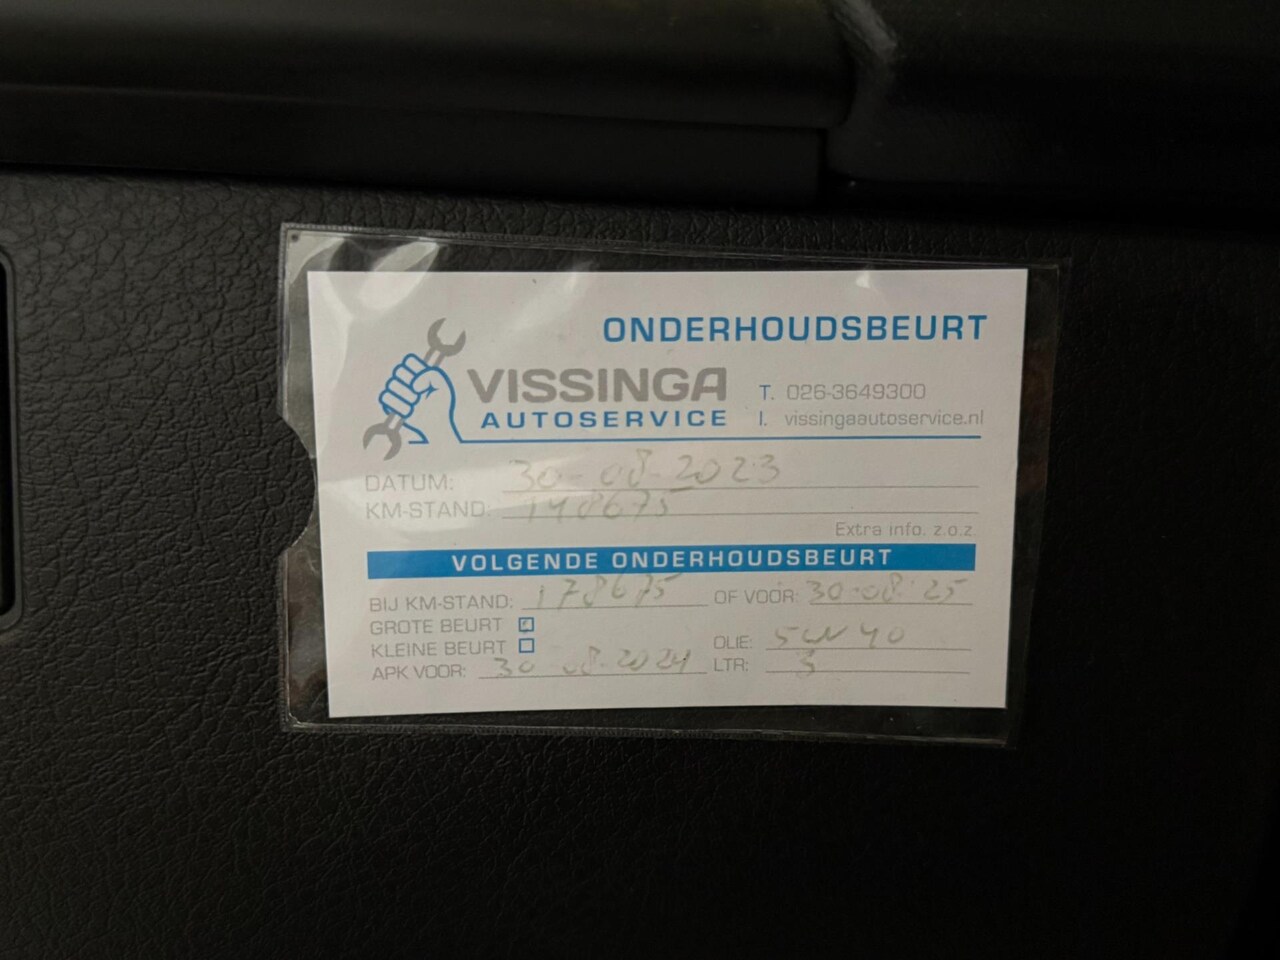 ONDERHOUDSBEURT
VISSINGA
AUTOSERVICE
T. 026-3649300
I. vissingaautoservice.nl
DATUM: 30-08-2023
KM-STAND: 148675
Extra info. z.o.z.
VOLGENDE ONDERHOUDSBEURT
BIJ KM-STAND: 178675 OF VOOR: 30-08-25
GROTE BEURT
KLEINE BEURT OLIE: 5W40
APK VOOR: 30-08-2024 LTR: 3